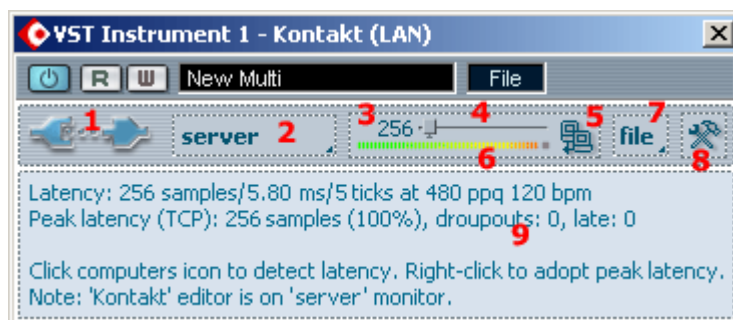 VST Instrument 1 - Kontakt (LAN)
R W New Multi File
1 server 2 3 256 4 5 6 file 7 8
Latency: 256 samples/5.80 ms/5 ticks at 480 ppq 120 bpm
Peak latency (TCP): 256 samples (100%), droupouts: 0, late: 0
9
Click computers icon to detect latency. Right-click to adopt peak latency.
Note: 'Kontakt' editor is on 'server' monitor.